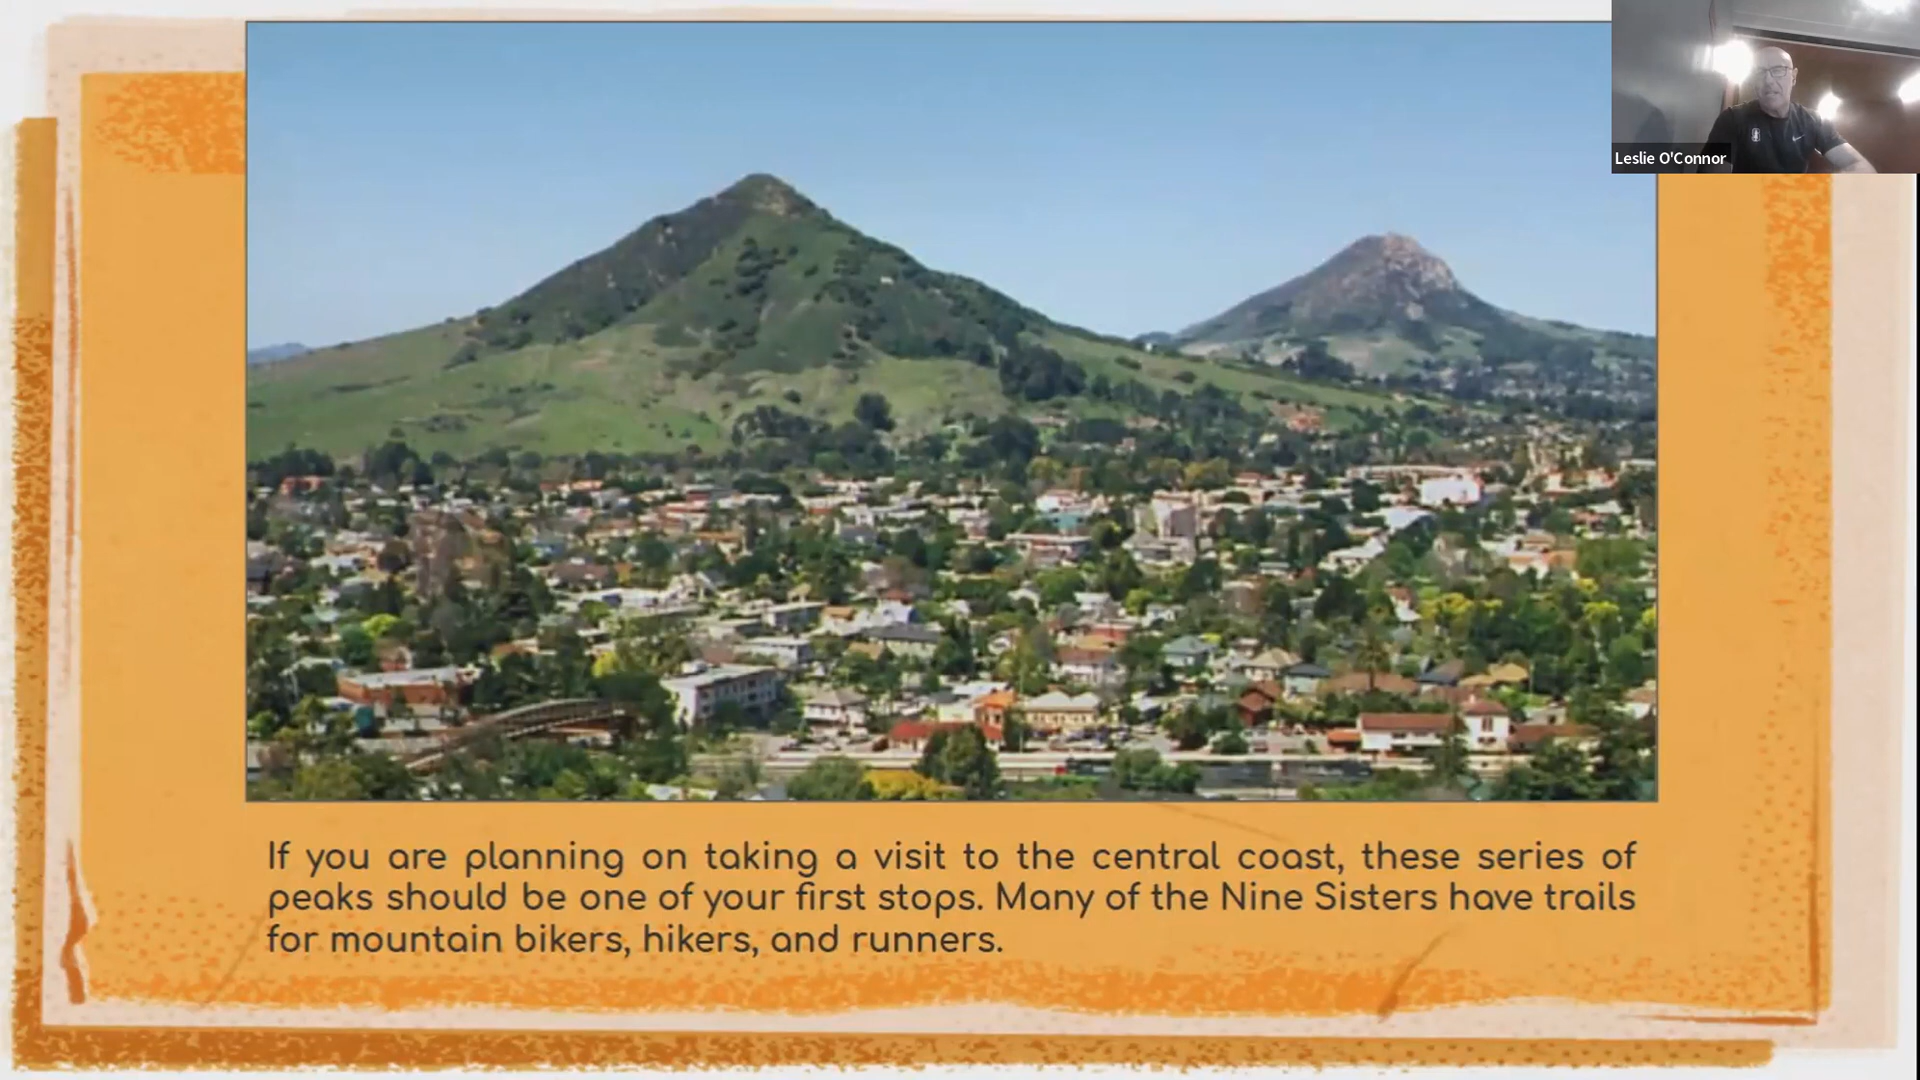 Leslie O'Connor
If you are planning on taking a visit to the central coast, these series of
peaks should be one of your first stops. Many of the Nine Sisters have trails
for mountain bikers, hikers, and runners.